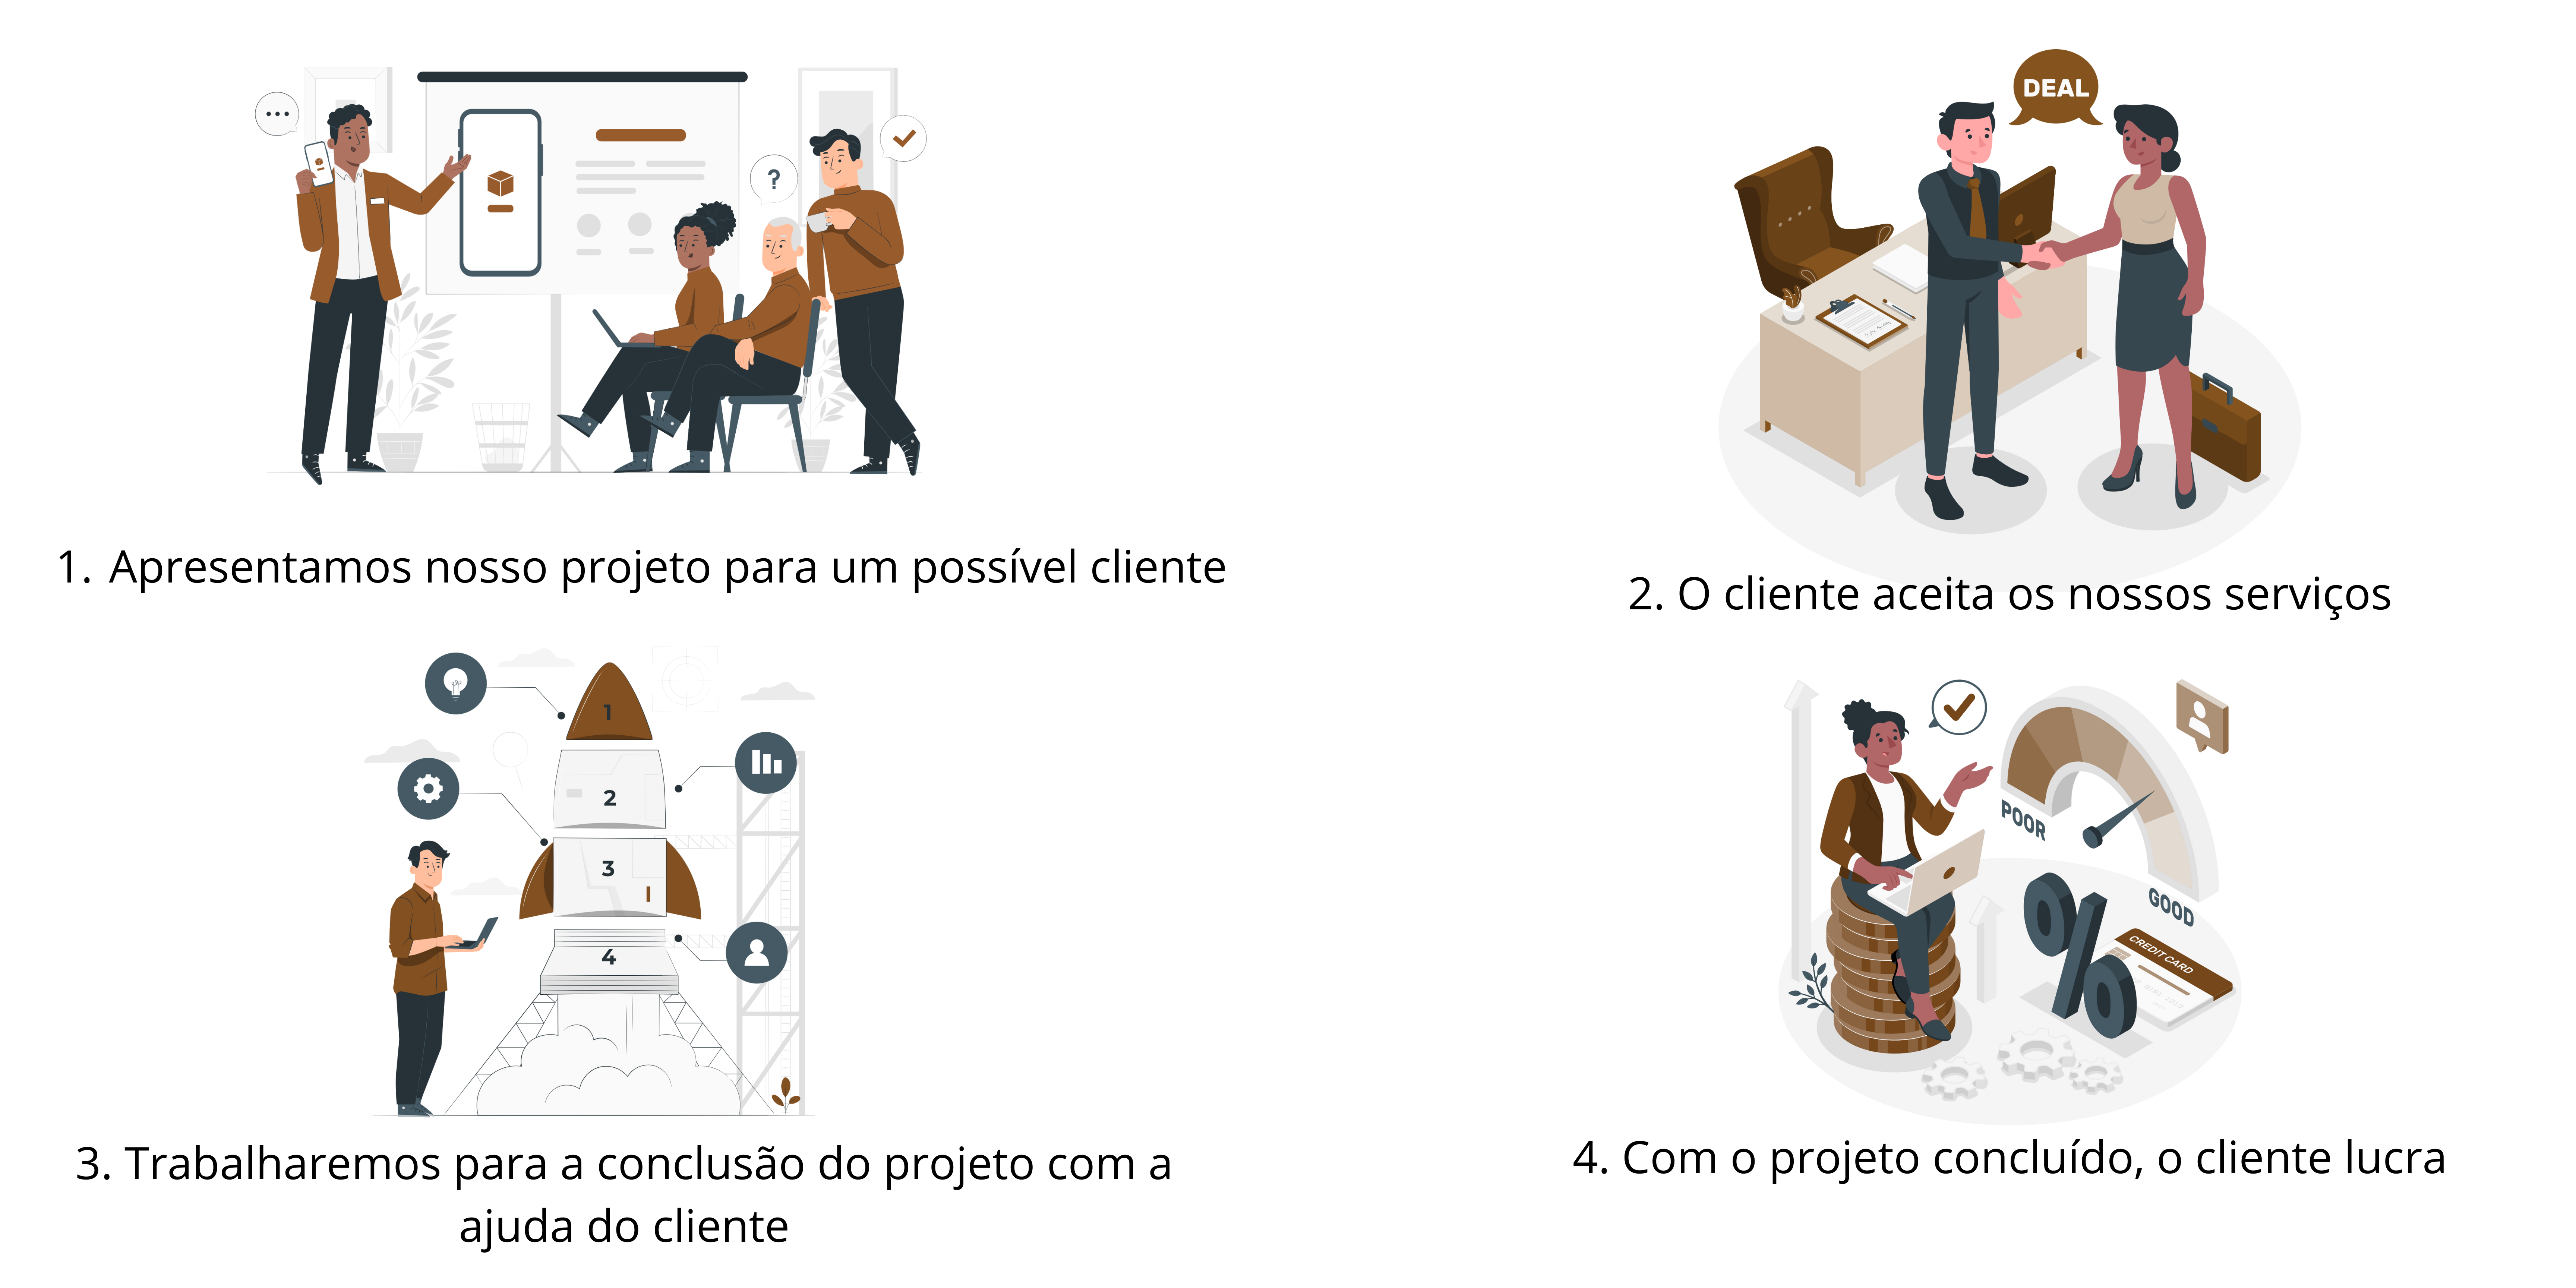 DEAL
?
1. Apresentamos nosso projeto para um possível cliente
2. O cliente aceita os nossos serviços
1
2
3
4
3. Trabalharemos para a conclusão do projeto com a
ajuda do cliente
POOR
GOOD
%
CREDIT CARD
4. Com o projeto concluído, o cliente lucra